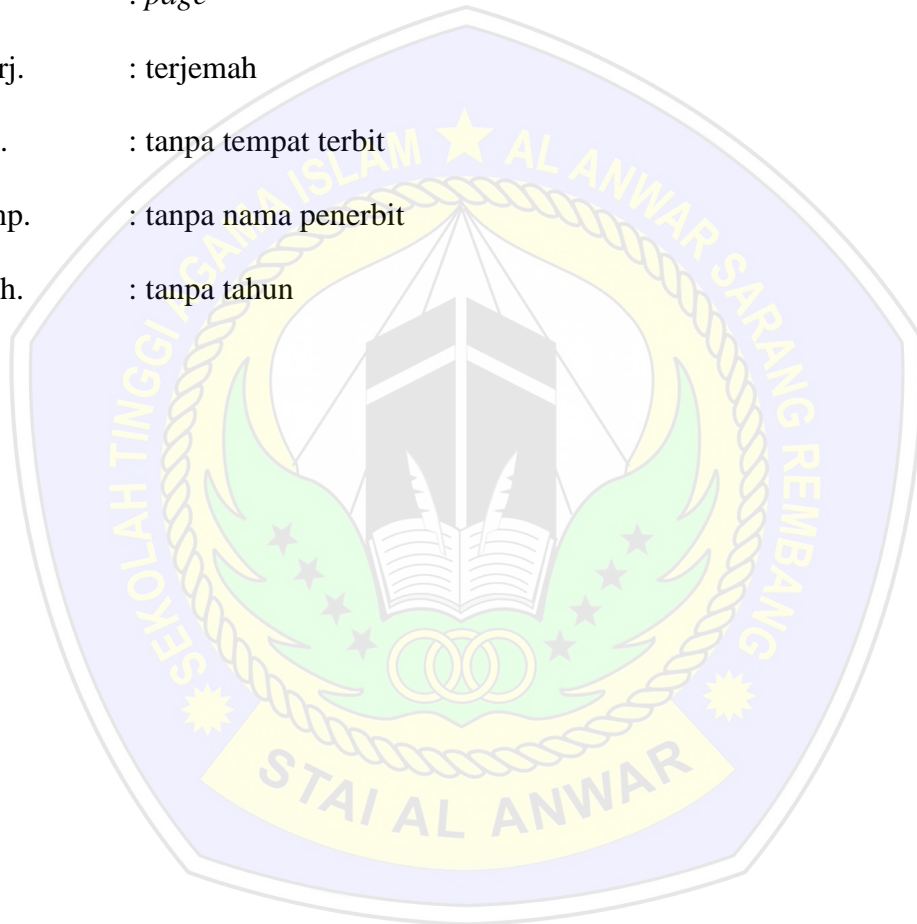 : page
rj. : terjemah
. : tanpa tempat terbit
np. : tanpa nama penerbit
h. : tanpa tahun
SEKOLAH TINGGI AGAMA ISLAM ★ AL ANWAR SARANG REMBANG
STAI AL ANWAR